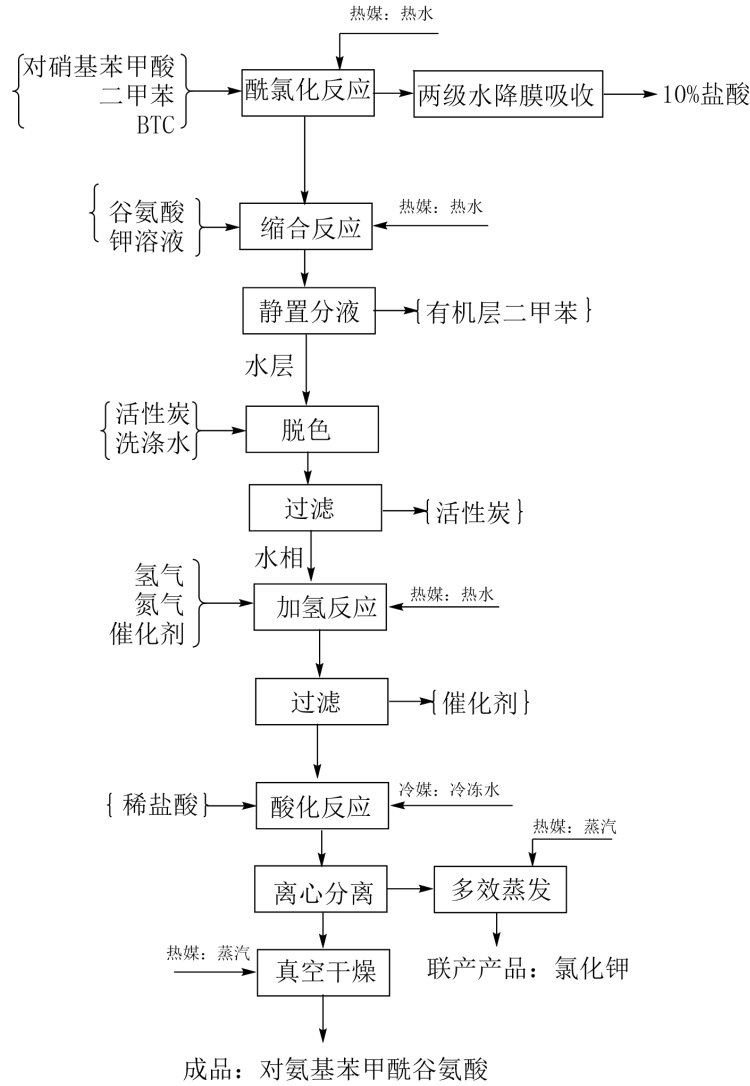 热媒：热水
对硝基苯甲酸
二甲苯
BTC
酰氯化反应
两级水降膜吸收
10%盐酸
谷氨酸
钾溶液
缩合反应
热媒：热水
静置分液
有机层二甲苯
水层
活性炭
洗涤水
脱色
过滤
活性炭
水相
氢气
氮气
催化剂
加氢反应
热媒：热水
过滤
催化剂
稀盐酸
酸化反应
冷媒：冷冻水
热媒：蒸汽
离心分离
多效蒸发
热媒：蒸汽
真空干燥
联产产品：氯化钾
成品：对氨基苯甲酰谷氨酸